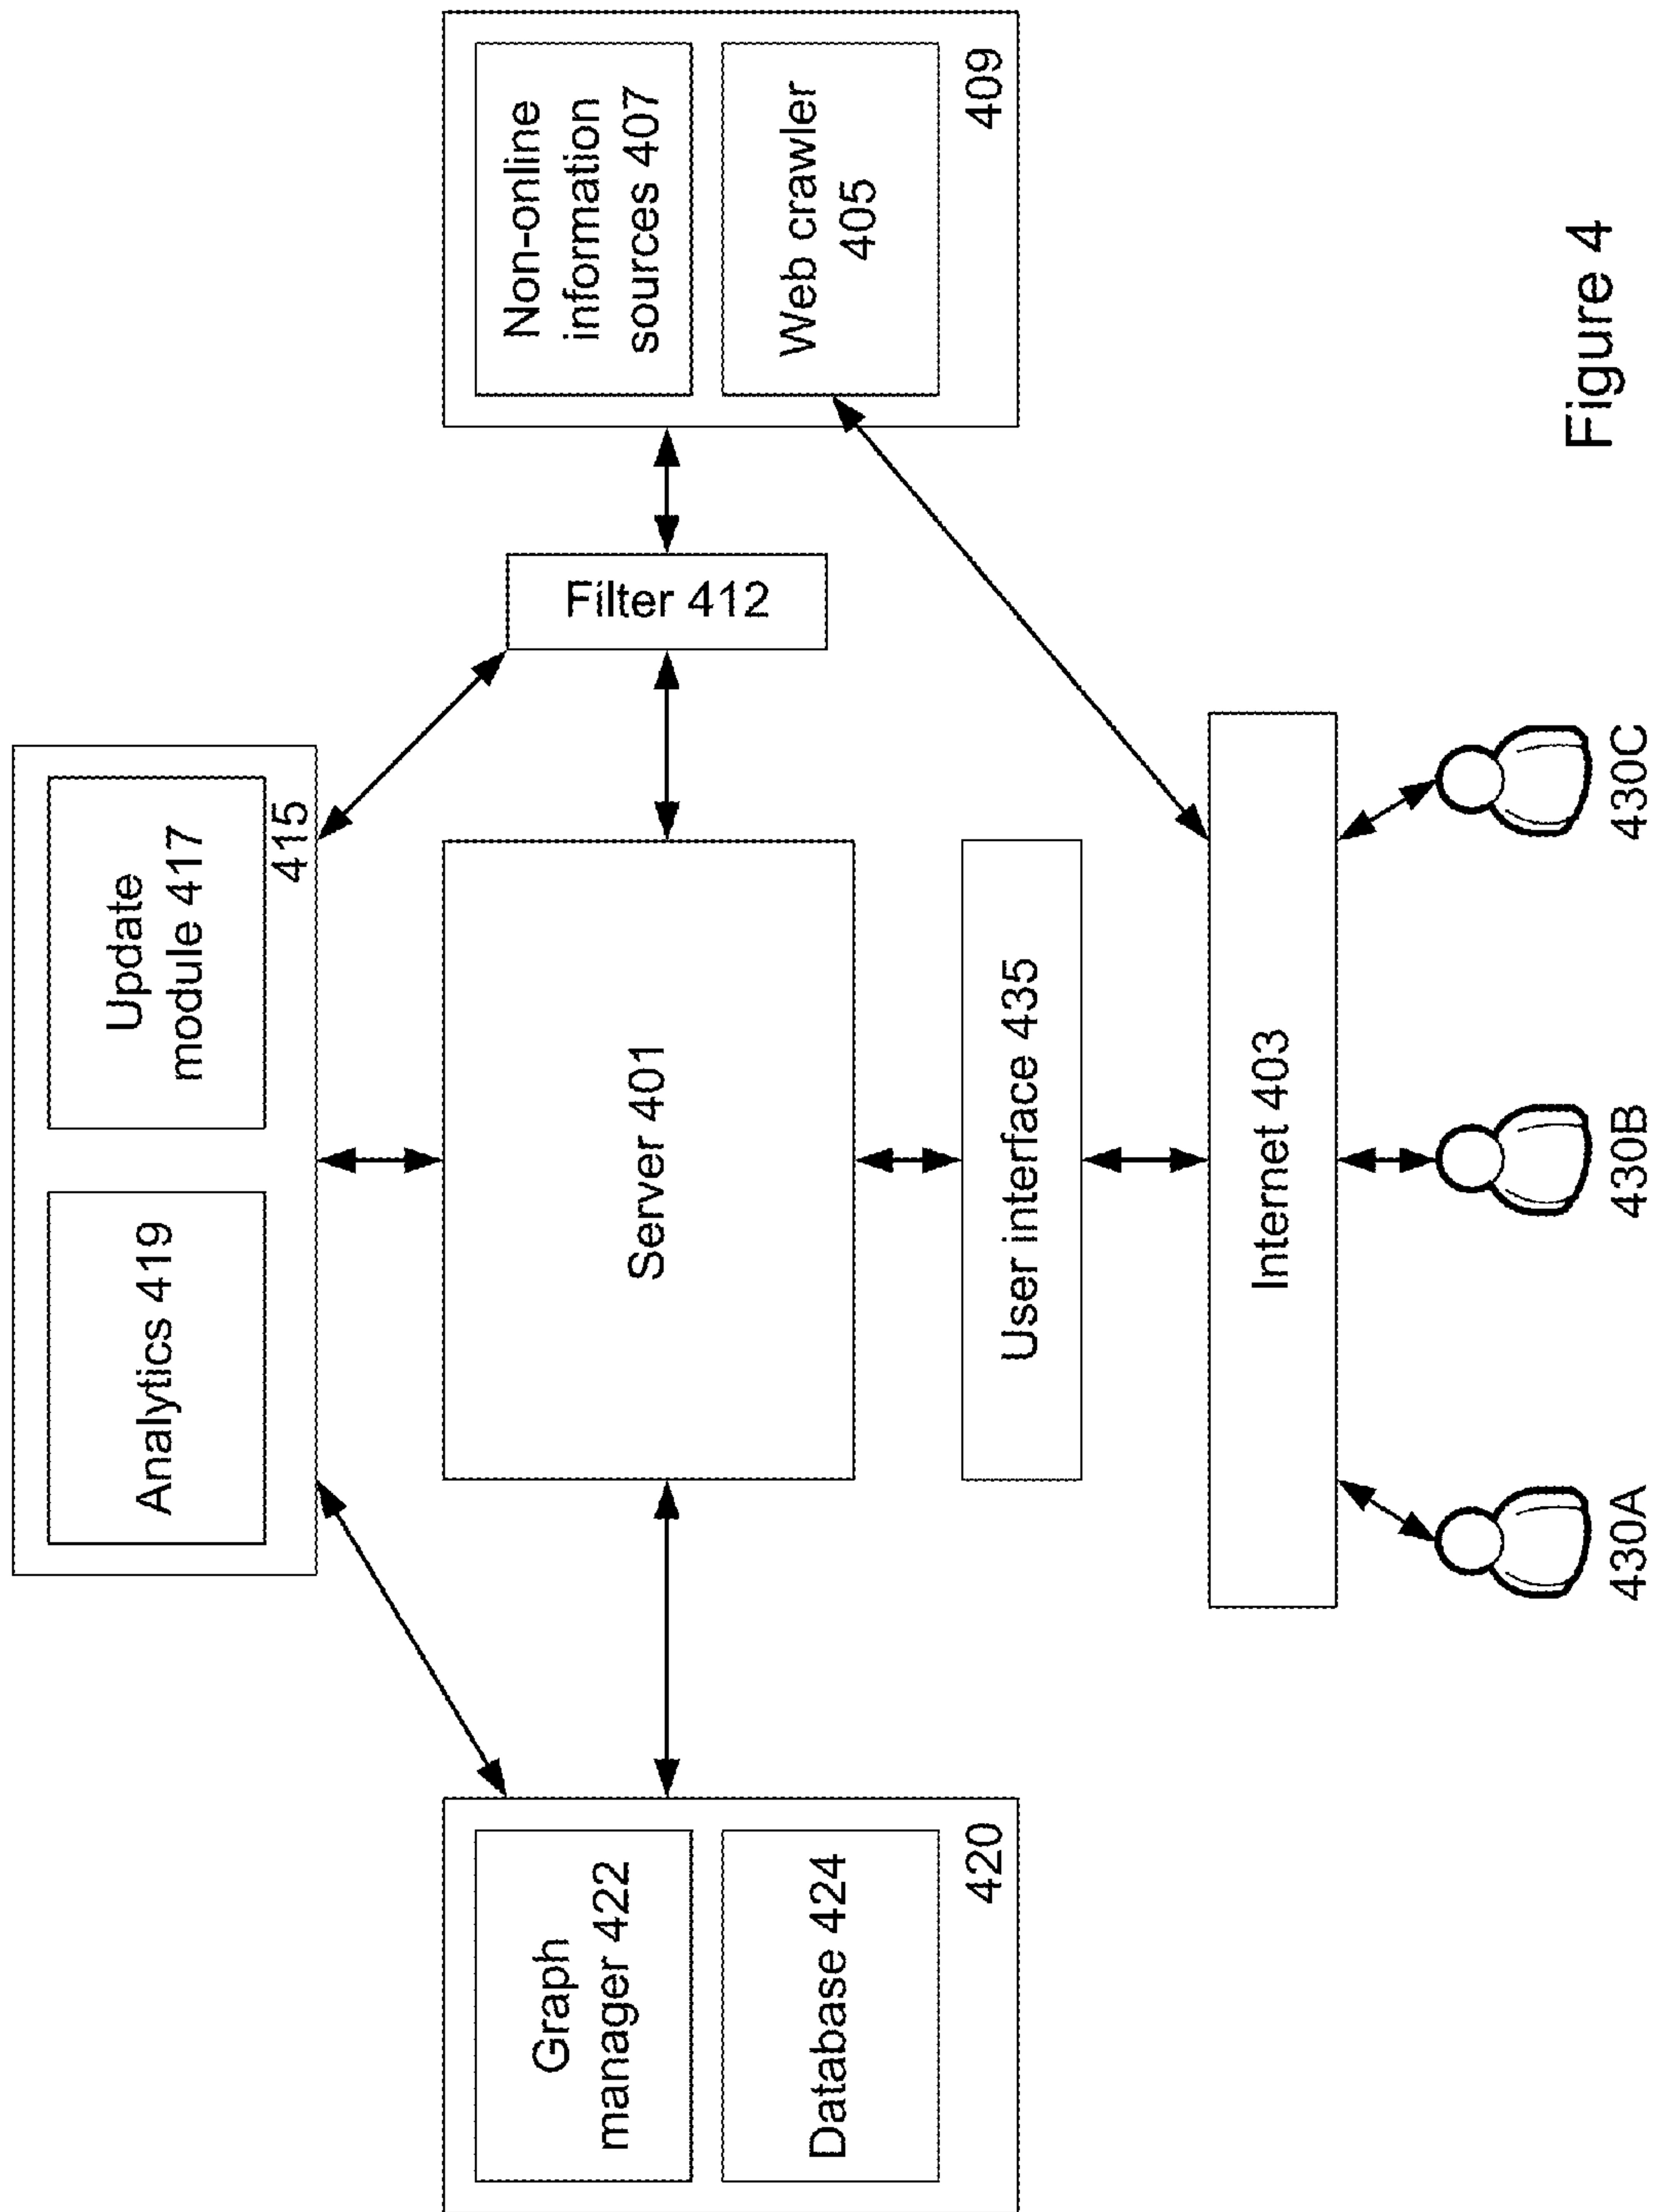 Analytics 419
Update
module 417
415
Graph
manager 422
Database 424
420
Server 401
Filter 412
Non-online
information
sources 407
Web crawler
405
409
User interface 435
Internet 403
430A
430B
430C
Figure 4